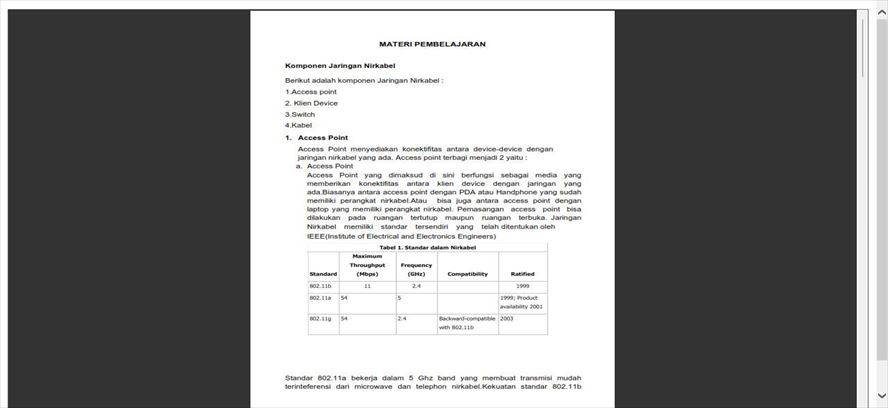 MATERI PEMBELAJARAN
Komponen Jaringan Nirkabel
Berikut adalah komponen Jaringan Nirkabel :
1.Access point
2. Klien Device
3.Switch
4.Kabel
1. Access Point
Access Point menyediakan konektifitas antara device-device dengan
jaringan nirkabel yang ada. Access point terbagi menjadi 2 yaitu :
a. Access Point
Access Point yang dimaksud di sini berfungsi sebagai media yang
memberikan konektifitas antara klien device dengan jaringan yang
ada.Biasanya antara access point dengan PDA atau Handphone yang sudah
memiliki perangkat nirkabel.Atau bisa juga antara access point dengan
laptop yang memiliki perangkat nirkabel. Pemasangan access point bisa
dilakukan pada ruangan tertutup maupun ruangan terbuka. Jaringan
Nirkabel memiliki standar tersendiri yang telah ditentukan oleh
IEEE(Institute of Electrical and Electronics Engineers)
Tabel 1. Standar dalam Nirkabel
Standard Maximum Throughput (Mbps) Frequency (GHz) Compatibility Ratified
802.11b 11 2.4 1999
802.11a 54 5 1999; Product availability 2001
802.11g 54 2.4 Backward-compatible with 802.11b 2003
Standar 802.11a bekerja dalam 5 Ghz band yang membuat transmisi mudah
terinteferensi dari microwave dan telephon nirkabel.Kekuatan standar 802.11b